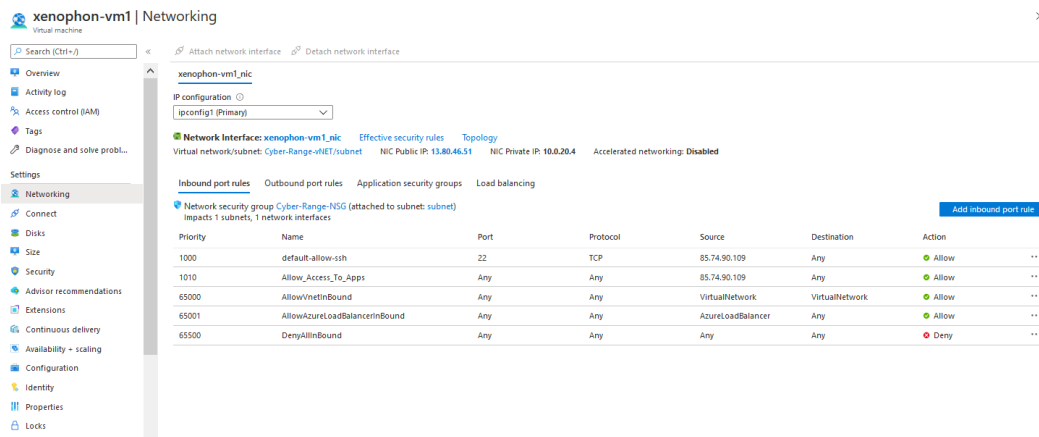 xenophon-vm1 | Networking
Virtual machine
Search (Ctrl+/)
Overview
Activity log
Access control (IAM)
Tags
Diagnose and solve probl...
Settings
Networking
Connect
Disks
Size
Security
Advisor recommendations
Extensions
Continuous delivery
Availability + scaling
Configuration
Identity
Properties
Locks
Attach network interface Detach network interface
xenophon-vm1_nic
IP configuration
ipconfig1 (Primary)
Network Interface: xenophon-vm1_nic Effective security rules Topology
Virtual network/subnet: Cyber-Range-vNET/subnet NIC Public IP: 13.80.46.51 NIC Private IP: 10.0.20.4 Accelerated networking: Disabled
Inbound port rules Outbound port rules Application security groups Load balancing
Network security group Cyber-Range-NSG (attached to subnet: subnet)
Impacts 1 subnets, 1 network interfaces
Add inbound port rule
Priority Name Port Protocol Source Destination Action
1000 default-allow-ssh 22 TCP 85.74.90.109 Any Allow
1010 Allow_Access_To_Apps Any Any 85.74.90.109 Any Allow
65000 AllowVnetInBound Any Any VirtualNetwork VirtualNetwork Allow
65001 AllowAzureLoadBalancerInBound Any Any AzureLoadBalancer Any Allow
65500 DenyAllInBound Any Any Any Any Deny